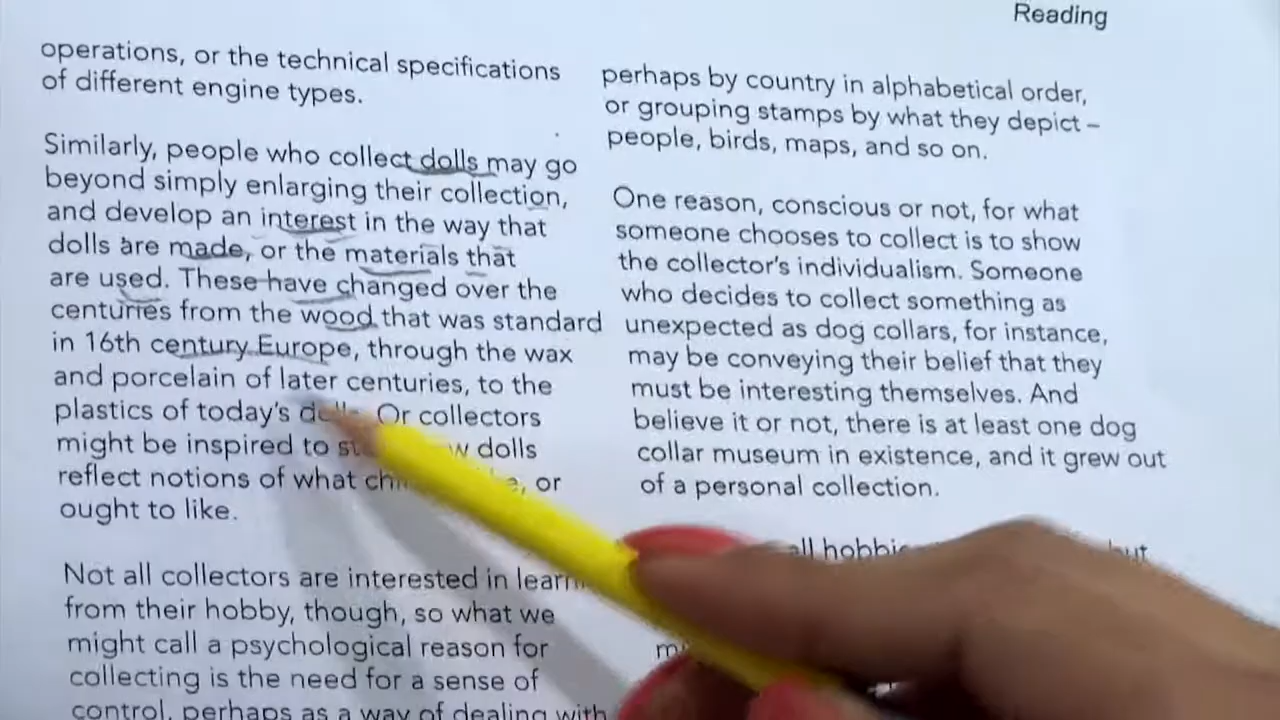 Reading
operations, or the technical specifications
of different engine types.
Similarly, people who collect dolls may go
beyond simply enlarging their collection,
and develop an interest in the way that
dolls are made, or the materials that
are used. These have changed over the
centuries from the wood that was standard
in 16th century Europe, through the wax
and porcelain of later centuries, to the
plastics of today's dolls. Or collectors
might be inspired to dolls
reflect notions of what or
ought to like.
Not all collectors are interested in
from their hobby, though, so what we
might call a psychological reason for
collecting is the need for a sense of
control, perhaps as a way of dealing with
perhaps by country in alphabetical order,
or grouping stamps by what they depict –
people, birds, maps, and so on.
One reason, conscious or not, for what
someone chooses to collect is to show
the collector's individualism. Someone
who decides to collect something as
unexpected as dog collars, for instance,
may be conveying their belief that they
must be interesting themselves. And
believe it or not, there is at least one dog
collar museum in existence, and it grew out
of a personal collection.